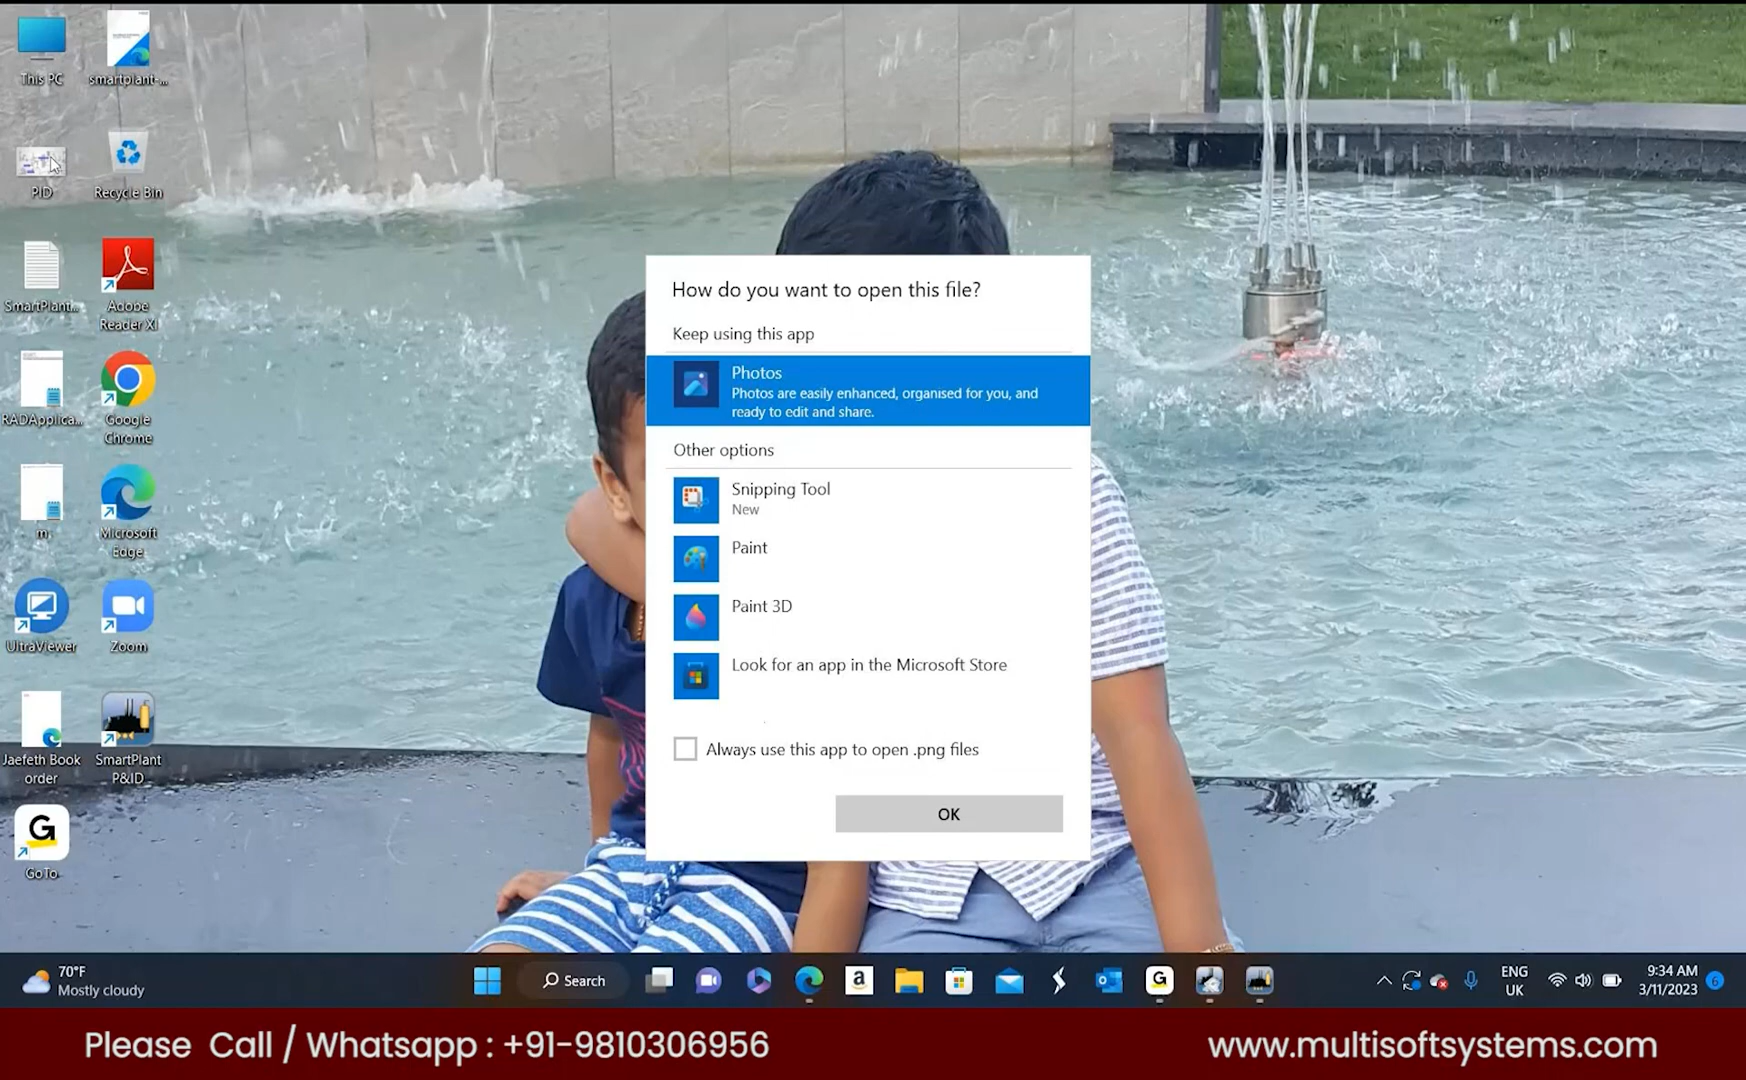 This PC
smartplant-...
PID
Recycle Bin
SmartPlant...
Adobe
Reader XI
RADApplica...
Google
Chrome
m
Microsoft
Edge
UltraViewer
Zoom
Jaefeth Book
order
SmartPlant
P&ID
G
GoTo
How do you want to open this file?
Keep using this app
Photos
Photos are easily enhanced, organised for you, and
ready to edit and share.
Other options
Snipping Tool
New
Paint
Paint 3D
Look for an app in the Microsoft Store
Always use this app to open .png files
OK
70°F
Mostly cloudy
Search
a
G
ENG
UK
9:34 AM
3/11/2023
6
Please Call / Whatsapp : +91-9810306956
www.multisoftsystems.com